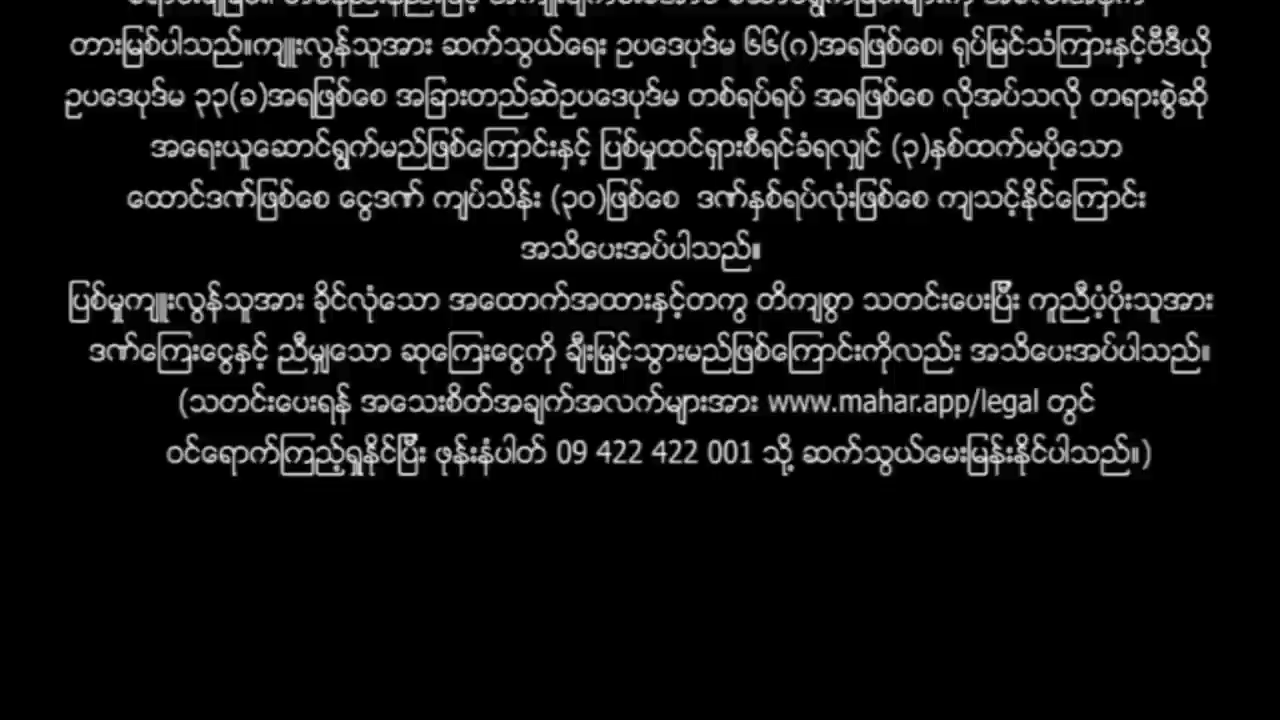 တားမြစ်ပါသည်။ကျူးလွန်သူအား ဆက်သွယ်ရေး ဥပဒေပုဒ်မ ၆၆(ဂ)အရဖြစ်စေ၊ ရုပ်မြင်သံကြားနှင့်ဗီဒီယို
ဥပဒေပုဒ်မ ၃၃(ခ)အရဖြစ်စေ အခြားတည်ဆဲဥပဒေပုဒ်မ တစ်ရပ်ရပ် အရဖြစ်စေ လိုအပ်သလို တရားစွဲဆို
အရေးယူဆောင်ရွက်မည်ဖြစ်ကြောင်းနှင့် ပြစ်မှုထင်ရှားစီရင်ခံရလျှင် (၃)နှစ်ထက်မပိုသော
ထောင်ဒဏ်ဖြစ်စေ ငွေဒဏ် ကျပ်သိန်း (၃၀)ဖြစ်စေ ဒဏ်နှစ်ရပ်လုံးဖြစ်စေ ကျသင့်နိုင်ကြောင်း
အသိပေးအပ်ပါသည်။
ပြစ်မှုကျူးလွန်သူအား ခိုင်လုံသော အထောက်အထားနှင့်တကွ တိကျစွာ သတင်းပေးပြီး ကူညီပံ့ပိုးသူအား
ဒဏ်ကြေးငွေနှင့် ညီမျှသော ဆုကြေးငွေကို ချီးမြှင့်သွားမည်ဖြစ်ကြောင်းကိုလည်း အသိပေးအပ်ပါသည်။
(သတင်းပေးရန် အသေးစိတ်အချက်အလက်များအား www.mahar.app/legal တွင်
ဝင်ရောက်ကြည့်ရှုနိုင်ပြီး ဖုန်းနံပါတ် 09 422 422 001 သို့ ဆက်သွယ်မေးမြန်းနိုင်ပါသည်။)